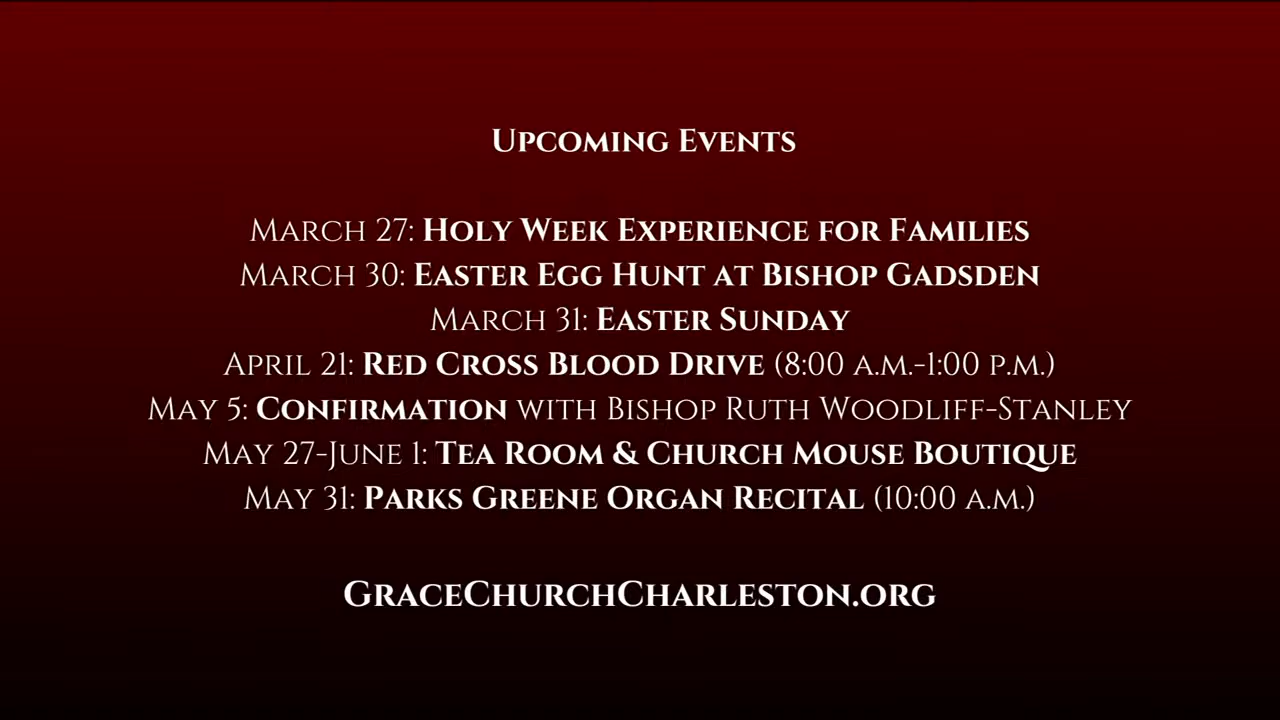 Upcoming Events
March 27: Holy Week Experience for Families
March 30: Easter Egg Hunt at Bishop Gadsden
March 31: Easter Sunday
April 21: Red Cross Blood Drive (8:00 a.m.-1:00 p.m.)
May 5: Confirmation with Bishop Ruth Woodliff-Stanley
May 27-June 1: Tea Room & Church Mouse Boutique
May 31: Parks Greene Organ Recital (10:00 a.m.)
GraceChurchCharleston.org